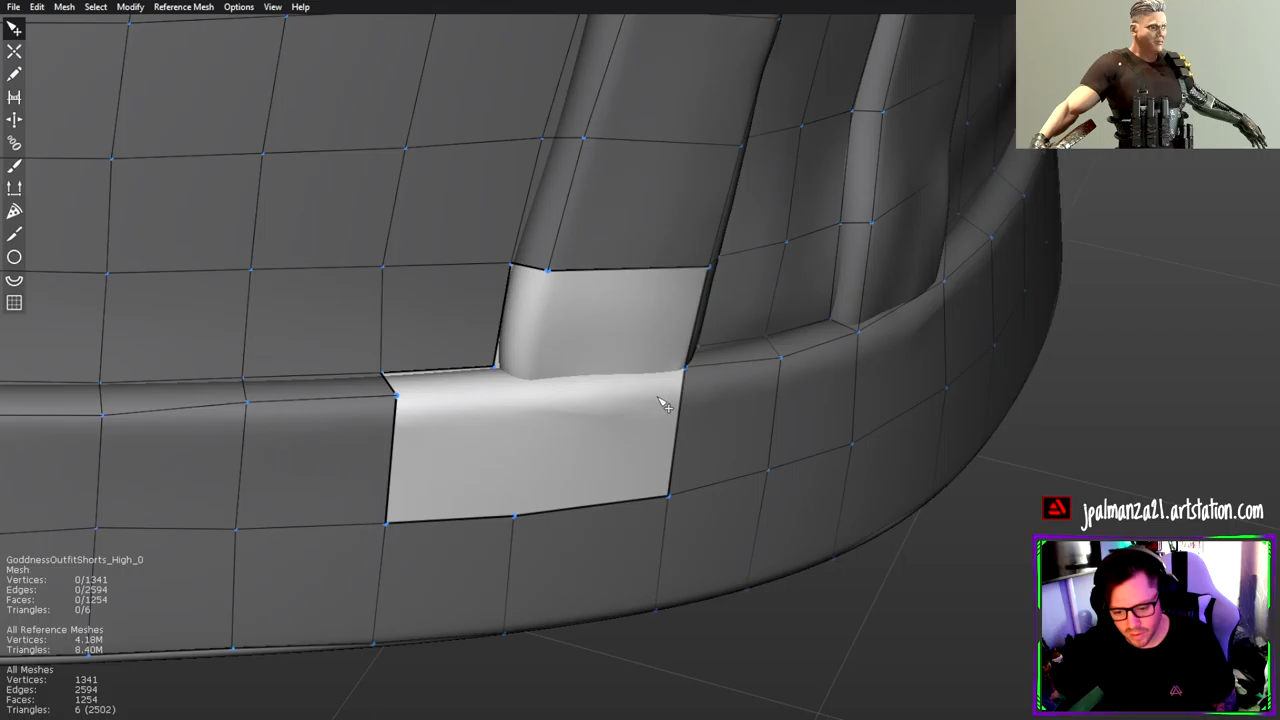 File Edit Mesh Select Modify Reference Mesh Options View Help
GoddnessOutfitShorts_High_0
Mesh
Vertices: 0/1341
Edges: 0/2594
Faces: 0/1254
Triangles: 0/6
All Reference Meshes
Vertices: 4.18M
Triangles: 8.40M
All Meshes
Vertices: 1341
Edges: 2594
Faces: 1254
Triangles: 6 (2502)
jpalmanza21.artstation.com